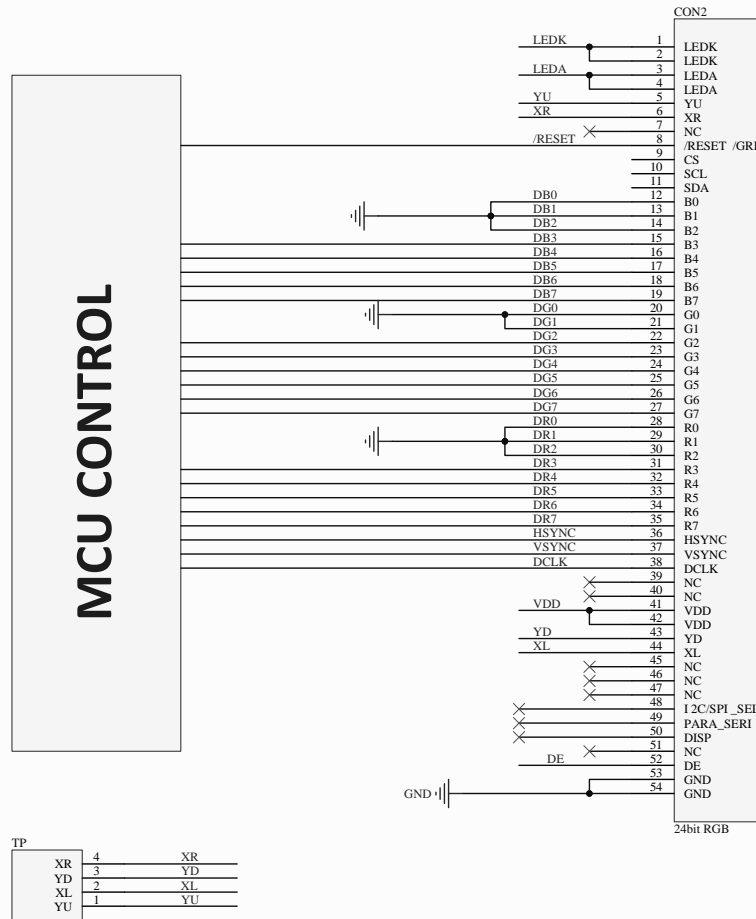 CON2
LEDK 1 LEDK
2 LEDK
LEDA 3 LEDA
4 LEDA
YU 5 YU
XR 6 XR
7 NC
/RESET 8 /RESET /GRE
9 CS
10 SCL
11 SDA
DB0 12 B0
DB1 13 B1
DB2 14 B2
DB3 15 B3
DB4 16 B4
DB5 17 B5
DB6 18 B6
DB7 19 B7
DG0 20 G0
DG1 21 G1
DG2 22 G2
DG3 23 G3
DG4 24 G4
DG5 25 G5
DG6 26 G6
DG7 27 G7
DR0 28 R0
DR1 29 R1
DR2 30 R2
DR3 31 R3
DR4 32 R4
DR5 33 R5
DR6 34 R6
DR7 35 R7
HSYNC 36 HSYNC
VSYNC 37 VSYNC
DCLK 38 DCLK
39 NC
40 NC
VDD 41 VDD
42 VDD
YD 43 YD
XL 44 XL
45 NC
46 NC
47 NC
48 I2C/SPI_SEL
49 PARA_SERI
50 DISP
51 NC
DE 52 DE
53 GND
GND 54 GND
24bit RGB
MCU CONTROL
TP
XR 4 XR
YD 3 YD
XL 2 XL
YU 1 YU